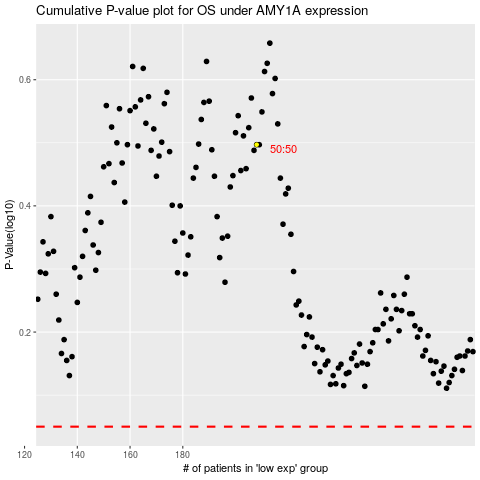 Cumulative P-value plot for OS under AMY1A expression
P-Value(log10)
0.6
0.4
0.2
50:50
120 140 160 180
# of patients in 'low exp' group